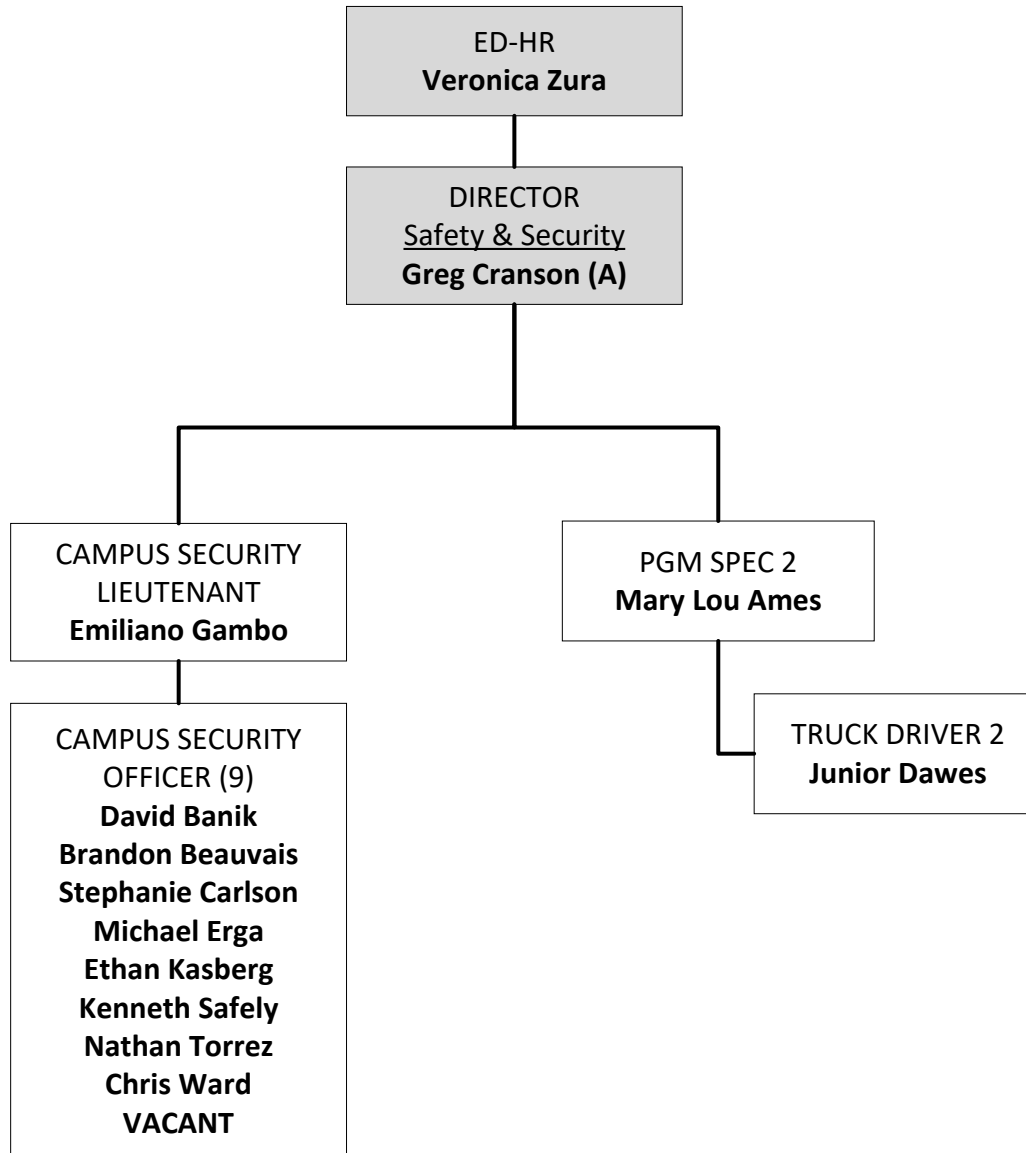 ED-HR
Veronica Zura
DIRECTOR
Safety & Security
Greg Cranson (A)
CAMPUS SECURITY
LIEUTENANT
Emiliano Gambo
PGM SPEC 2
Mary Lou Ames
CAMPUS SECURITY
OFFICER (9)
David Banik
Brandon Beauvais
Stephanie Carlson
Michael Erga
Ethan Kasberg
Kenneth Safely
Nathan Torrez
Chris Ward
VACANT
TRUCK DRIVER 2
Junior Dawes